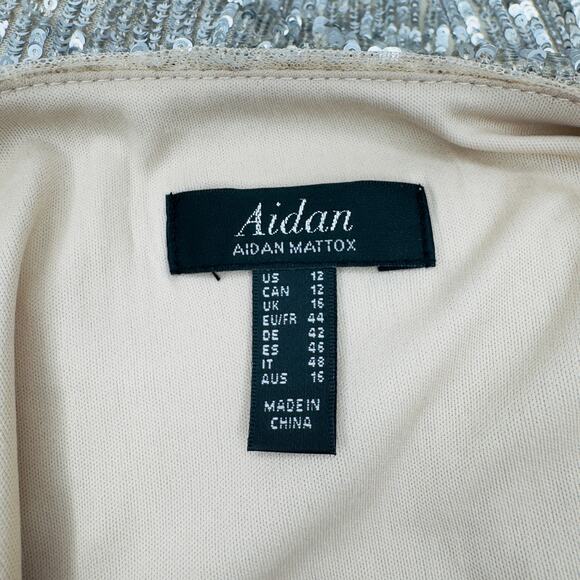 Aidan
AIDAN MATTOX
US 12
CAN 12
UK 16
EU/FR 44
DE 42
ES 46
IT 48
AUS 16
MADE IN
CHINA